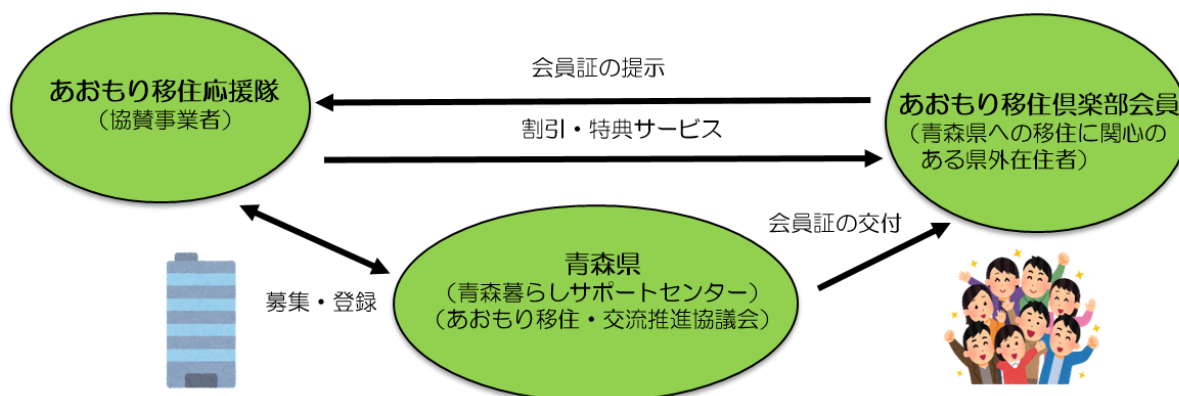 会員証の提示
あおもり移住応援隊
（協賛事業者）
割引・特典サービス
あおもり移住倶楽部会員
（青森県への移住に関心の
ある県外在住者）
会員証の交付
青森県
（青森暮らしサポートセンター）
（あおもり移住・交流推進協議会）
募集・登録